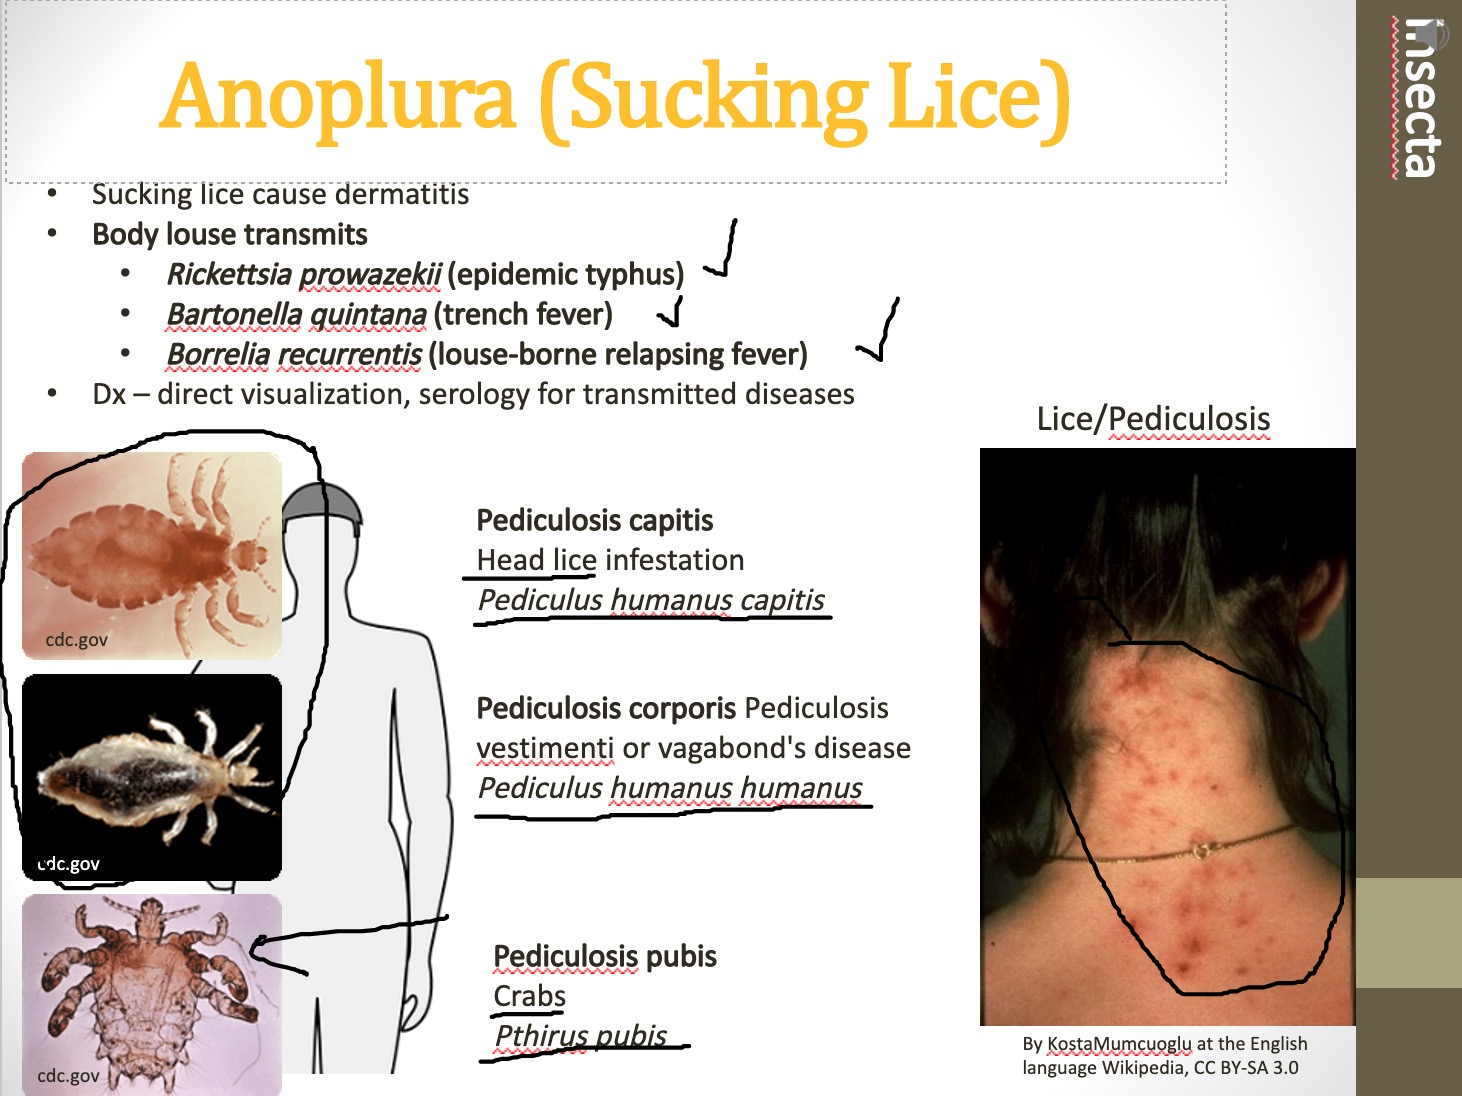 Anoplura (Sucking Lice)
Insecta
• Sucking lice cause dermatitis
• Body louse transmits
• Rickettsia prowazekii (epidemic typhus)
• Bartonella quintana (trench fever)
• Borrelia recurrentis (louse-borne relapsing fever)
• Dx – direct visualization, serology for transmitted diseases
cdc.gov
cdc.gov
cdc.gov
Pediculosis capitis
Head lice infestation
Pediculus humanus capitis
Pediculosis corporis Pediculosis
vestimenti or vagabond's disease
Pediculus humanus humanus
Pediculosis pubis
Crabs
Pthirus pubis
Lice/Pediculosis
By KostaMumcuoglu at the English
language Wikipedia, CC BY-SA 3.0